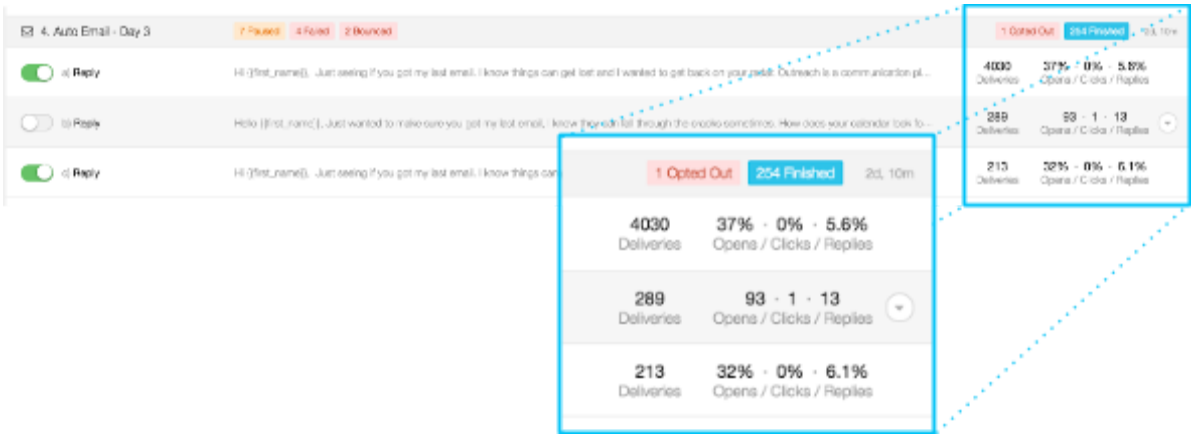 4. Auto Email - Day 3 7 Paused 4 Failed 2 Bounced 1 Opted Out 254 Finished 2d, 10m
a) Reply Hi {{first_name}}, Just seeing if you got my last email. I know things can get lost and I wanted to get back on your radar. Outreach is a communication pl...
4030 37% · 0% · 5.6%
Deliveries Opens / Clicks / Replies
b) Reply Hello {{first_name}}, Just wanted to make sure you got my last email, I know they can fall through the cracks sometimes. How does your calendar look fo...
289 93 · 1 · 13
Deliveries Opens / Clicks / Replies
c) Reply Hi {{first_name}}, Just seeing if you got my last email. I know things can
213 32% · 0% · 6.1%
Deliveries Opens / Clicks / Replies
1 Opted Out 254 Finished 2d, 10m
4030 37% · 0% · 5.6%
Deliveries Opens / Clicks / Replies
289 93 · 1 · 13
Deliveries Opens / Clicks / Replies
213 32% · 0% · 6.1%
Deliveries Opens / Clicks / Replies